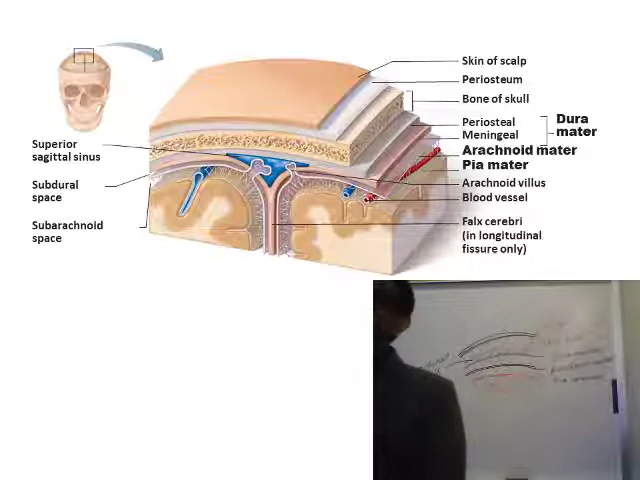 Skin of scalp
Periosteum
Bone of skull
Periosteal
Meningeal
Dura
mater
Arachnoid mater
Pia mater
Arachnoid villus
Blood vessel
Falx cerebri
(in longitudinal
fissure only)
Superior
sagittal sinus
Subdural
space
Subarachnoid
space